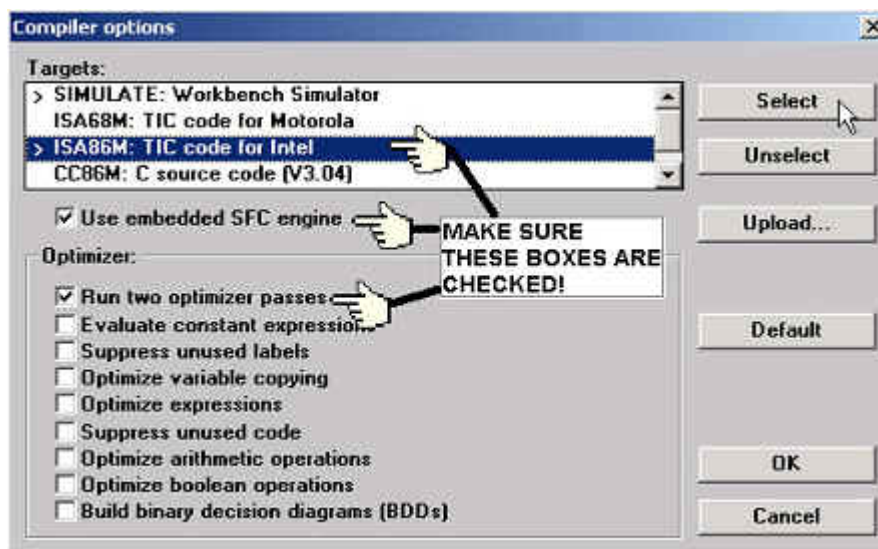 Compiler options
Targets:
> SIMULATE: Workbench Simulator
ISA68M: TIC code for Motorola
> ISA86M: TIC code for Intel
CC86M: C source code (V3.04)
Select
Unselect
Upload...
Default
OK
Cancel
Use embedded SFC engine
MAKE SURE
THESE BOXES ARE
CHECKED!
Optimizer:
Run two optimizer passes
Evaluate constant expressions
Suppress unused labels
Optimize variable copying
Optimize expressions
Suppress unused code
Optimize arithmetic operations
Optimize boolean operations
Build binary decision diagrams (BDDs)